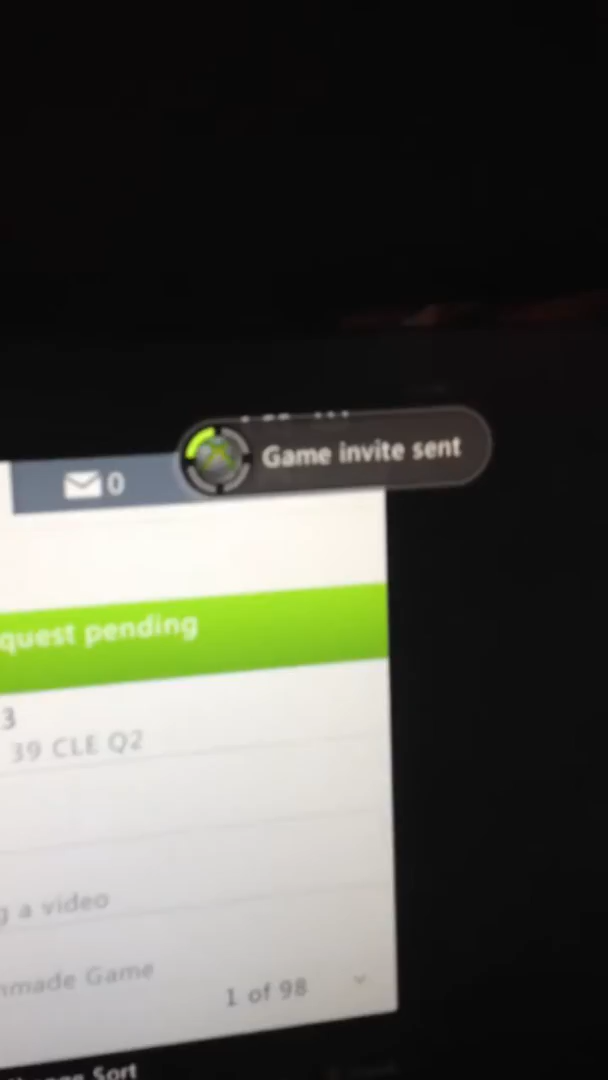 Game invite sent
0
quest pending
3
39 CLE Q2
g a video
nmade Game
1 of 98
Sort